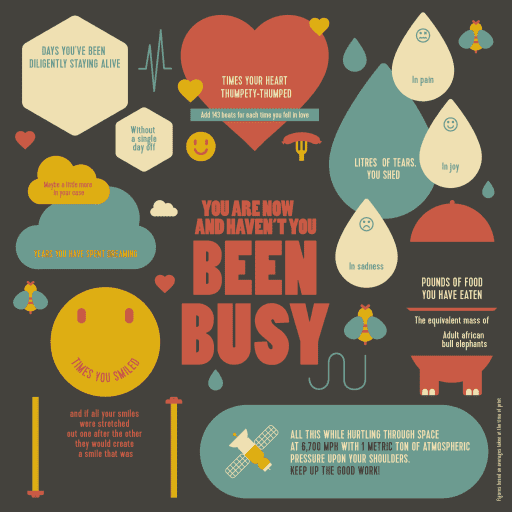 DAYS YOU'VE BEEN
DILIGENTLY STAYING ALIVE
Without
a single
day off
TIMES YOUR HEART
THUMPETY-THUMPED
Add 143 beats for each time you fell in love
In pain
In joy
LITRES OF TEARS.
YOU SHED
In sadness
Maybe a little more
in your case
YEARS YOU HAVE SPENT DREAMING
YOU ARE NOW
AND HAVEN'T YOU
BEEN
BUSY
POUNDS OF FOOD
YOU HAVE EATEN
The equivalent mass of
Adult african
bull elephants
TIMES YOU SMILED
and if all your smiles
were stretched
out one after the other
they would create
a smile that was
ALL THIS WHILE HURTLING THROUGH SPACE
AT 6,700 MPH WITH 1 METRIC TON OF ATMOSPHERIC
PRESSURE UPON YOUR SHOULDERS.
KEEP UP THE GOOD WORK!
Figures based on averages taken at the time of print